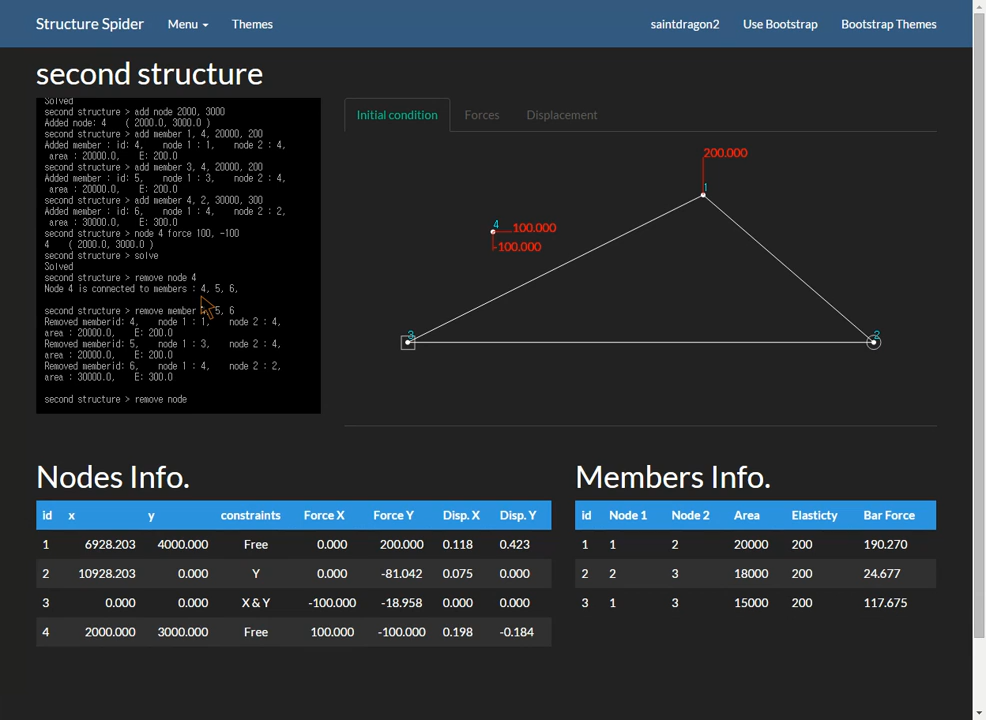 Structure Spider Menu Themes saintdragon2 Use Bootstrap Bootstrap Themes
second structure
Solved
second structure > add node 2000, 3000
Added node: 4 ( 2000.0, 3000.0 )
second structure > add member 1, 4, 20000, 200
Added member : id: 4, node 1 : 1, node 2 : 4,
area : 20000.0, E: 200.0
second structure > add member 3, 4, 20000, 200
Added member : id: 5, node 1 : 3, node 2 : 4,
area : 20000.0, E: 200.0
second structure > add member 4, 2, 30000, 300
Added member : id: 6, node 1 : 4, node 2 : 2,
area : 30000.0, E: 300.0
second structure > node 4 force 100, -100
4 ( 2000.0, 3000.0 )
second structure > solve
Solved
second structure > remove node 4
Node 4 is connected to members : 4, 5, 6,
second structure > remove member 5, 6
Removed memberid: 4, node 1 : 1, node 2 : 4,
area : 20000.0, E: 200.0
Removed memberid: 5, node 1 : 3, node 2 : 4,
area : 20000.0, E: 200.0
Removed memberid: 6, node 1 : 4, node 2 : 2,
area : 30000.0, E: 300.0
second structure > remove node
Initial condition Forces Displacement
200.000
1
4
100.000
-100.000
3
2
Nodes Info.
id x y constraints Force X Force Y Disp. X Disp. Y
1 6928.203 4000.000 Free 0.000 200.000 0.118 0.423
2 10928.203 0.000 Y 0.000 -81.042 0.075 0.000
3 0.000 0.000 X & Y -100.000 -18.958 0.000 0.000
4 2000.000 3000.000 Free 100.000 -100.000 0.198 -0.184
Members Info.
id Node 1 Node 2 Area Elasticty Bar Force
1 1 2 20000 200 190.270
2 2 3 18000 200 24.677
3 1 3 15000 200 117.675